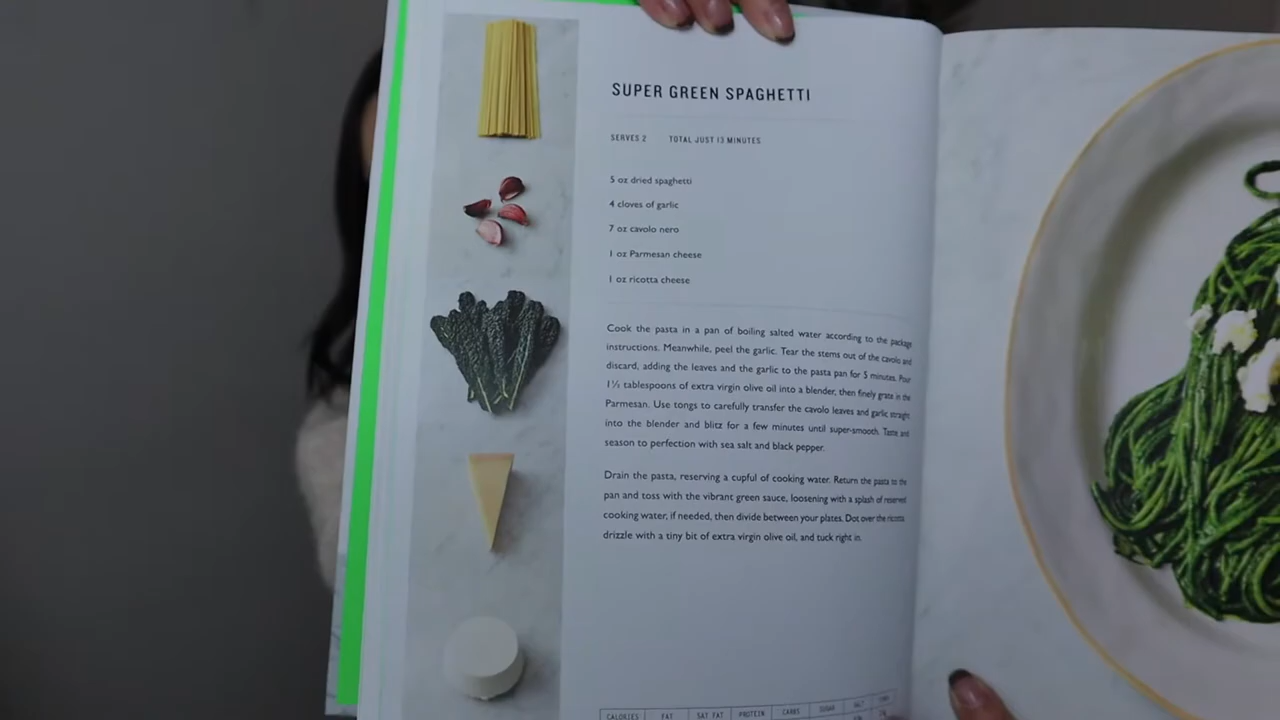 SUPER GREEN SPAGHETTI
SERVES 2 TOTAL JUST 13 MINUTES
5 oz dried spaghetti
4 cloves of garlic
7 oz cavolo nero
1 oz Parmesan cheese
1 oz ricotta cheese
Cook the pasta in a pan of boiling salted water according to the package
instructions. Meanwhile, peel the garlic. Tear the stems out of the cavolo and
discard, adding the leaves and the garlic to the pasta pan for 5 minutes. Pour
1½ tablespoons of extra virgin olive oil into a blender, then finely grate in the
Parmesan. Use tongs to carefully transfer the cavolo leaves and garlic straight
into the blender and blitz for a few minutes until super-smooth. Taste and
season to perfection with sea salt and black pepper.
Drain the pasta, reserving a cupful of cooking water. Return the pasta to the
pan and toss with the vibrant green sauce, loosening with a splash of reserved
cooking water, if needed, then divide between your plates. Dot over the ricotta
drizzle with a tiny bit of extra virgin olive oil, and tuck right in.
CALORIES FAT SAT FAT PROTEIN CARBS SUGAR SALT FIBRE